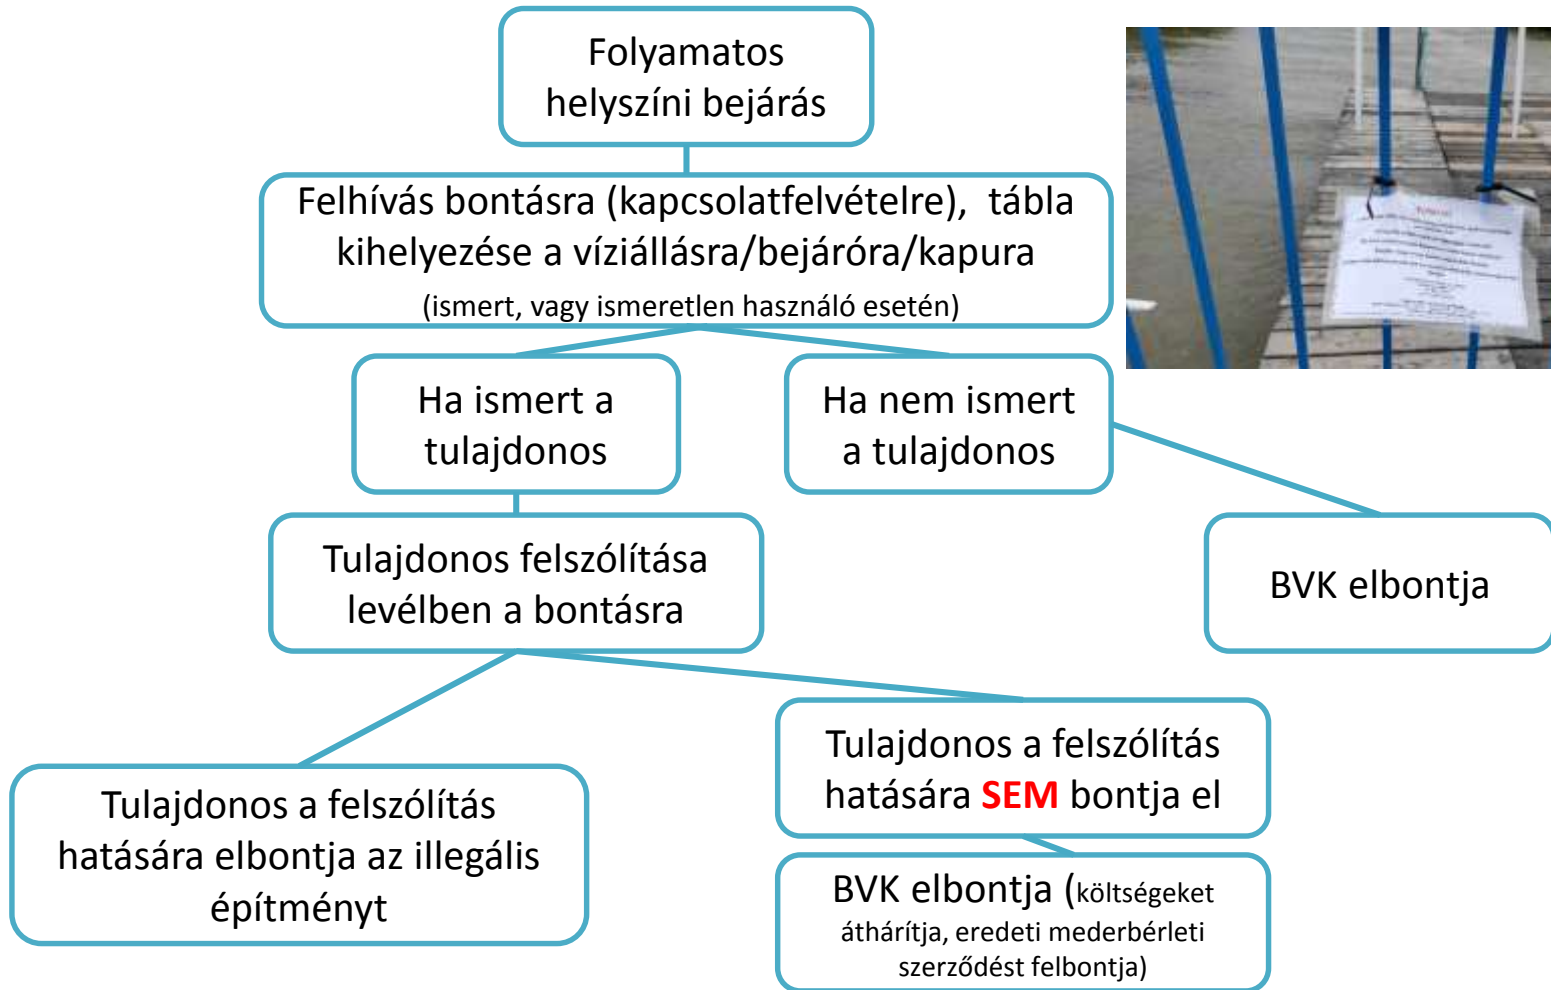 Folyamatos
helyszíni bejárás
Felhívás bontásra (kapcsolatfelvételre), tábla
kihelyezése a víziállásra/bejáróra/kapura
(ismert, vagy ismeretlen használó esetén)
Ha ismert a
tulajdonos
Ha nem ismert
a tulajdonos
Tulajdonos felszólítása
levélben a bontásra
BVK elbontja
Tulajdonos a felszólítás
hatására elbontja az illegális
építményt
Tulajdonos a felszólítás
hatására SEM bontja el
BVK elbontja (költségeket
áthárítja, eredeti mederbérleti
szerződést felbontja)